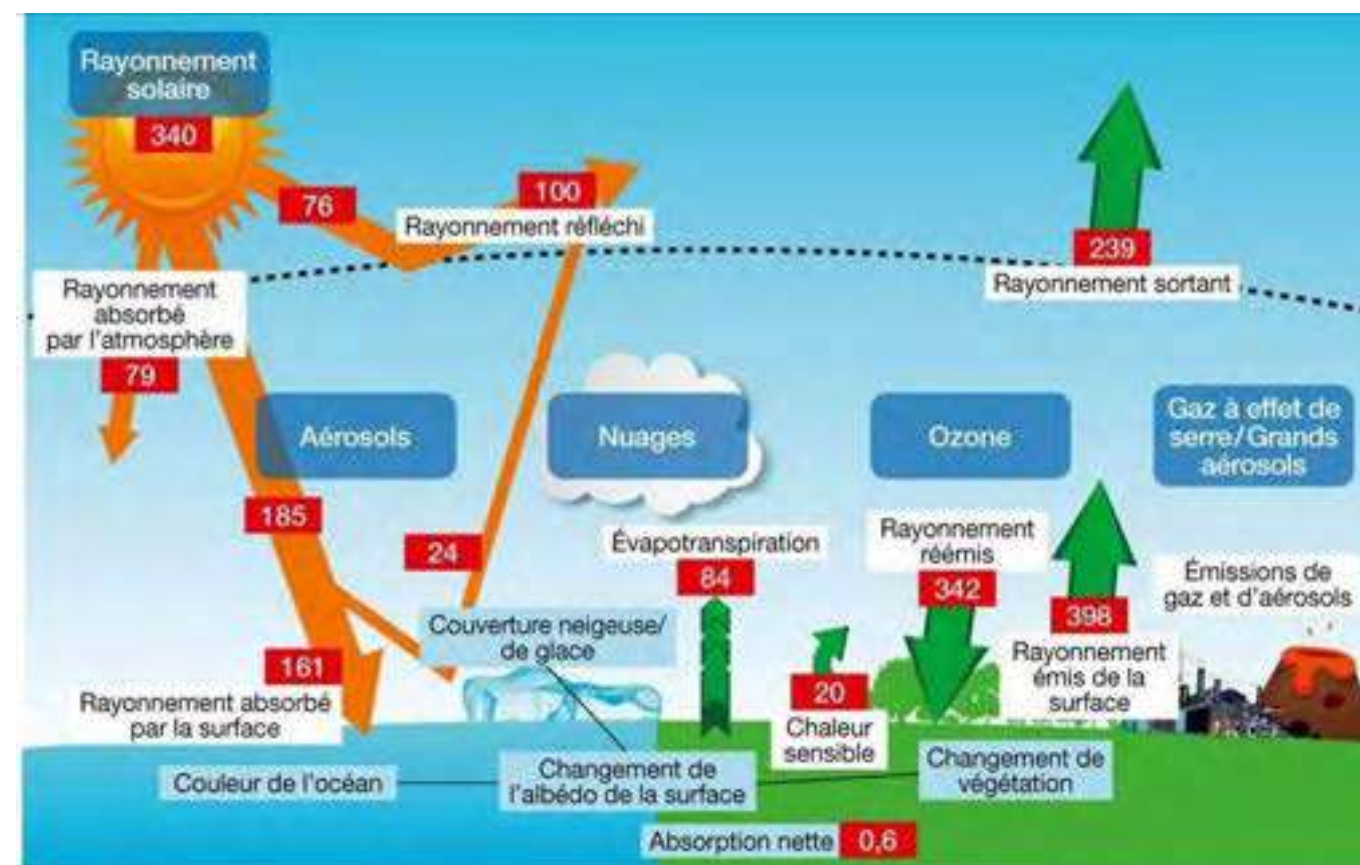 Rayonnement
solaire
340
76
100
Rayonnement réfléchi
239
Rayonnement sortant
Rayonnement
absorbé
par l'atmosphère
79
Aérosols
Nuages
Ozone
Gaz à effet de
serre/Grands
aérosols
185
24
Évapotranspiration
84
Rayonnement
réémis
342
398
Rayonnement
émis de la
surface
Émissions de
gaz et d'aérosols
Couverture neigeuse/
de glace
161
Rayonnement absorbé
par la surface
20
Chaleur
sensible
Couleur de l'océan
Changement de
l'albédo de la surface
Changement de
végétation
Absorption nette 0,6